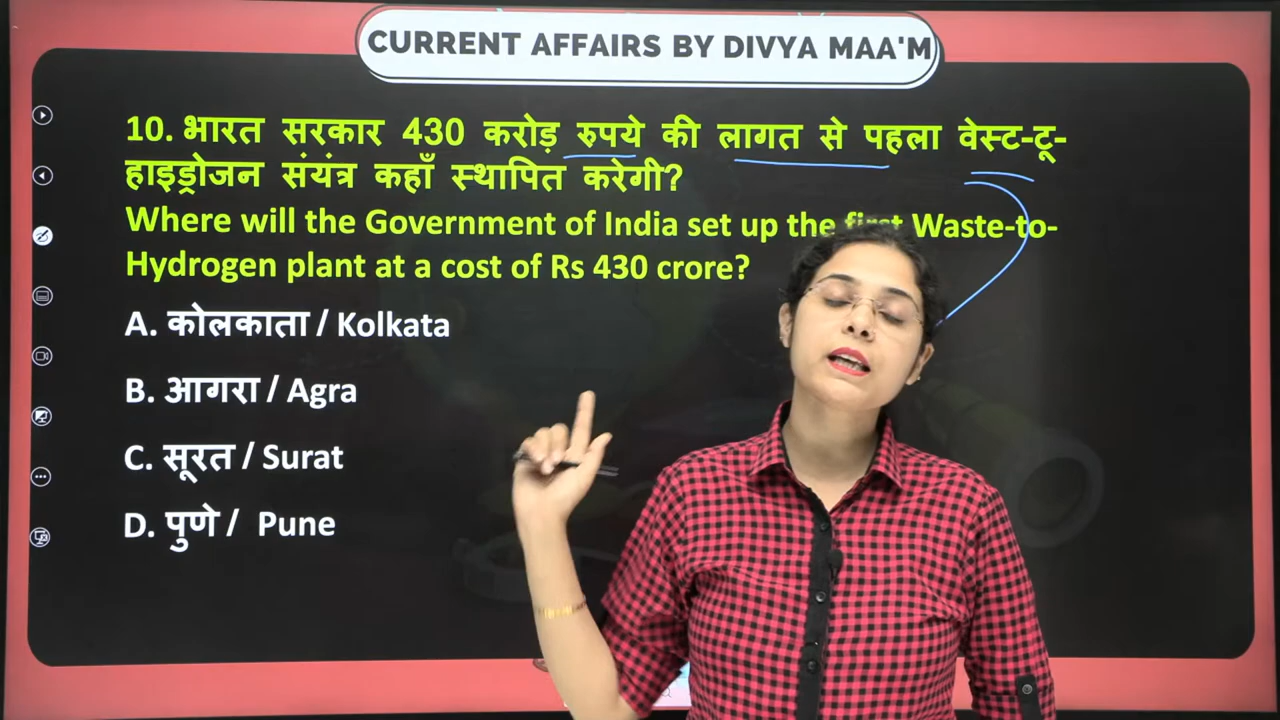 CURRENT AFFAIRS BY DIVYA MAA'M
10. भारत सरकार 430 करोड़ रुपये की लागत से पहला वेस्ट-टू-
हाइड्रोजन संयंत्र कहाँ स्थापित करेगी?
Where will the Government of India set up the first Waste-to-
Hydrogen plant at a cost of Rs 430 crore?
A. कोलकाता / Kolkata
B. आगरा / Agra
C. सूरत / Surat
D. पुणे / Pune